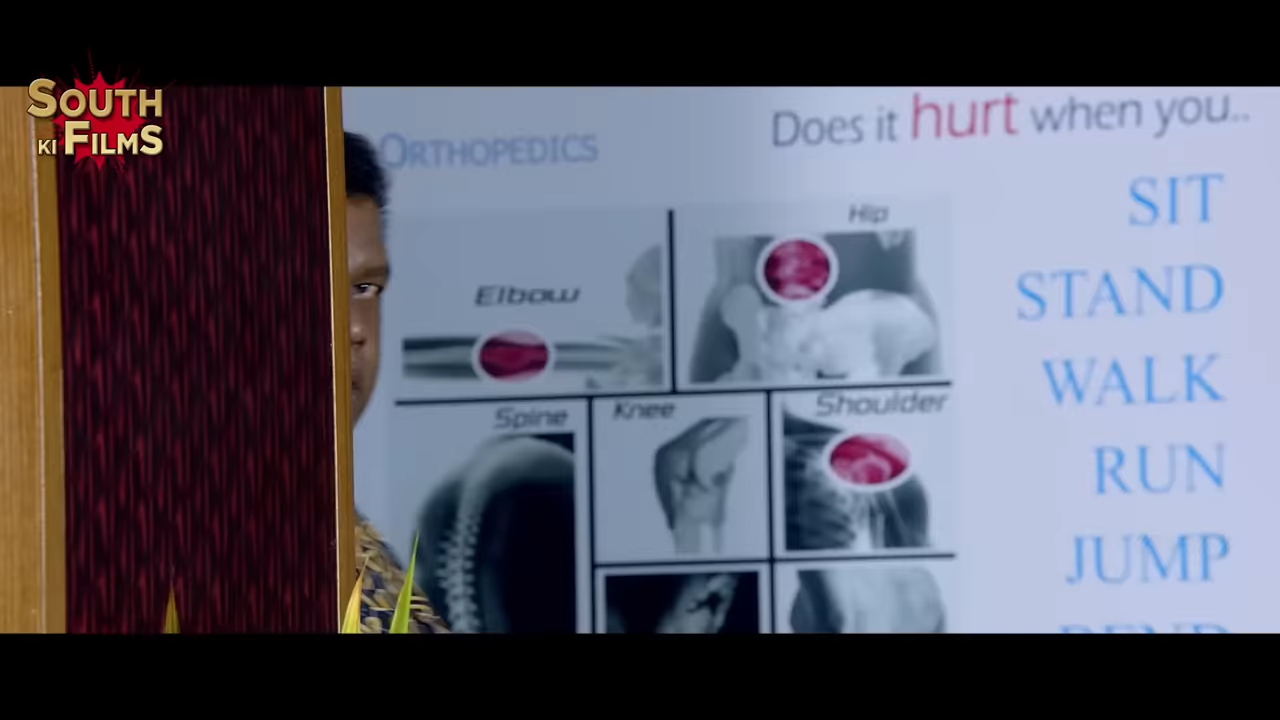 SOUTH
KI FILMS
ORTHOPEDICS
Does it hurt when you..
Hip
Elbow
Spine
Knee
Shoulder
SIT
STAND
WALK
RUN
JUMP